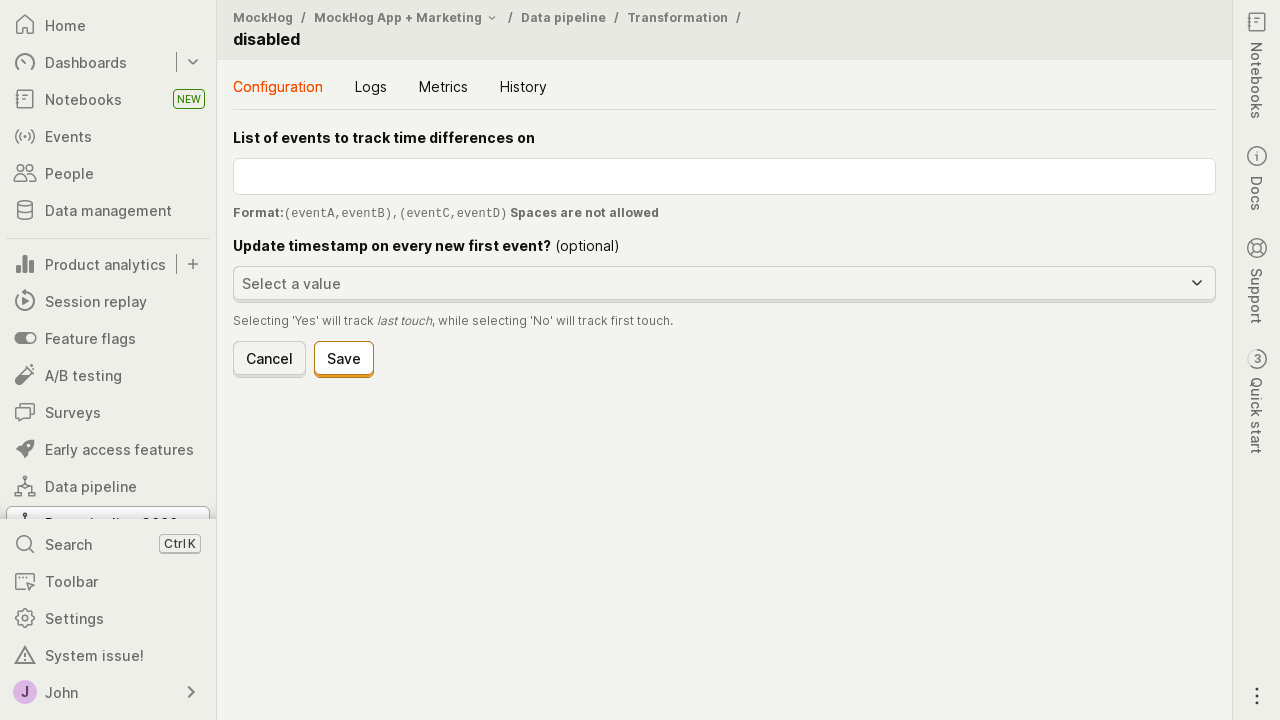 Home
Dashboards
Notebooks NEW
Events
People
Data management
Product analytics
Session replay
Feature flags
A/B testing
Surveys
Early access features
Data pipeline
Search Ctrl K
Toolbar
Settings
System issue!
J John
MockHog / MockHog App + Marketing / Data pipeline / Transformation /
disabled
Configuration Logs Metrics History
List of events to track time differences on
Format:(eventA,eventB),(eventC,eventD) Spaces are not allowed
Update timestamp on every new first event? (optional)
Select a value
Selecting 'Yes' will track last touch, while selecting 'No' will track first touch.
Cancel Save
Notebooks
Docs
Support
3 Quick start